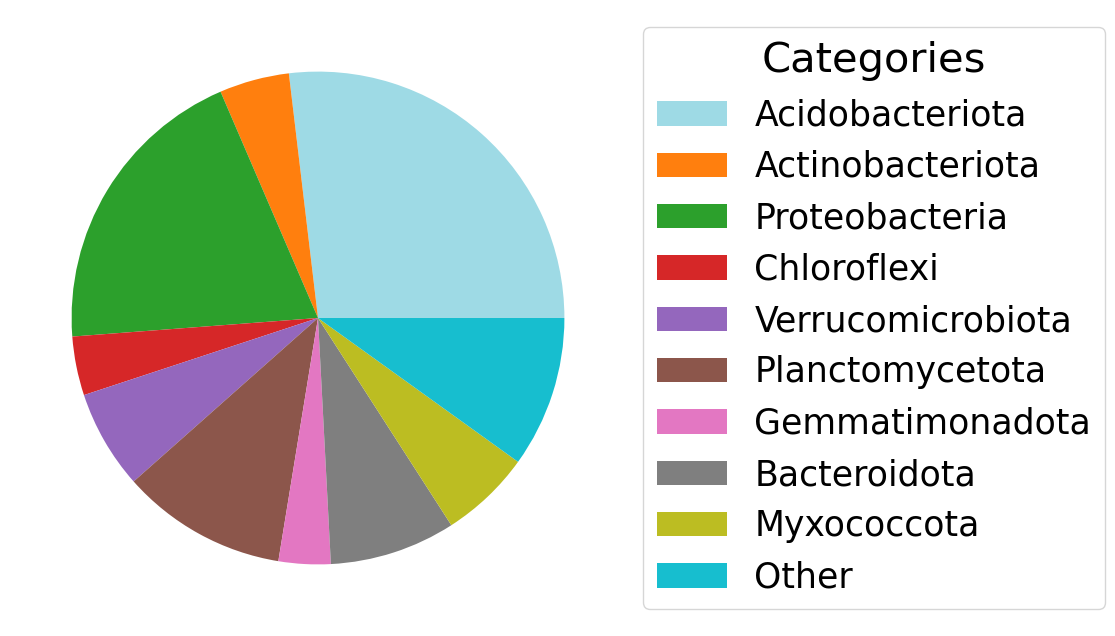 Categories
Acidobacteriota
Actinobacteriota
Proteobacteria
Chloroflexi
Verrucomicrobiota
Planctomycetota
Gemmatimonadota
Bacteroidota
Myxococcota
Other